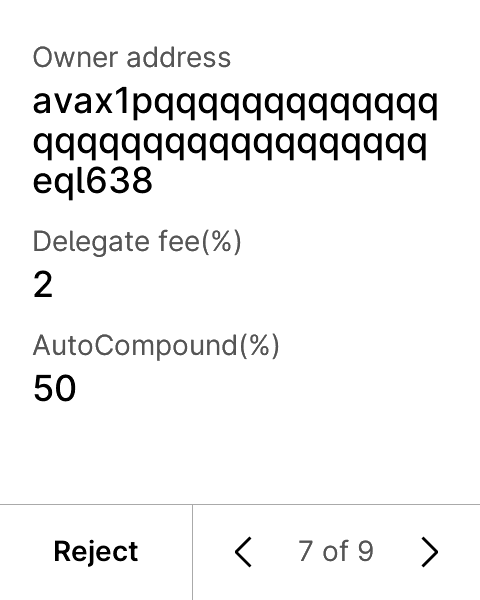 Owner address
avax1pqqqqqqqqqqqqq
qqqqqqqqqqqqqqqqqq
eql638
Delegate fee(%)
2
AutoCompound(%)
50
Reject
7 of 9